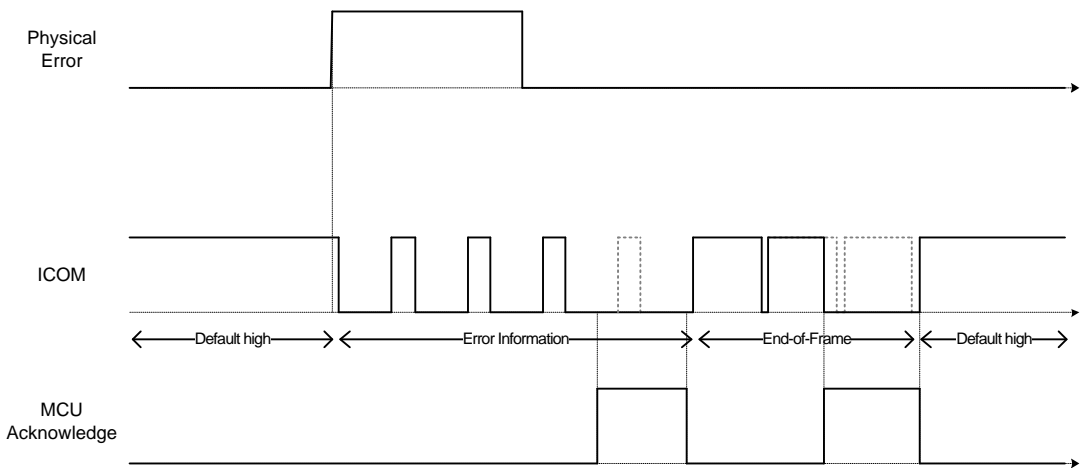 Physical
Error
ICOM
Default high
Error Information
End-of-Frame
Default high
MCU
Acknowledge